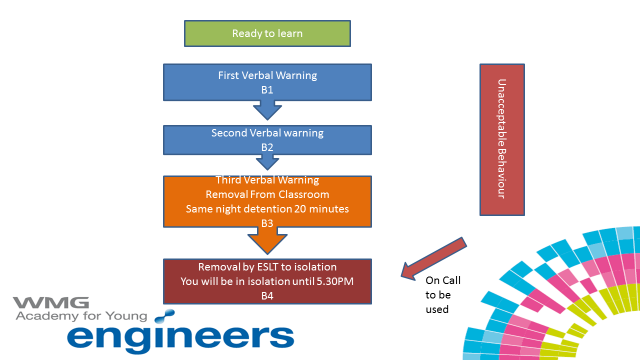 Ready to learn
First Verbal Warning
B1
Second Verbal warning
B2
Third Verbal Warning
Removal From Classroom
Same night detention 20 minutes
B3
Removal by ESLT to isolation
You will be in isolation until 5.30PM
B4
Unacceptable Behaviour
On Call
to be
used
WMG
Academy for Young
engineers